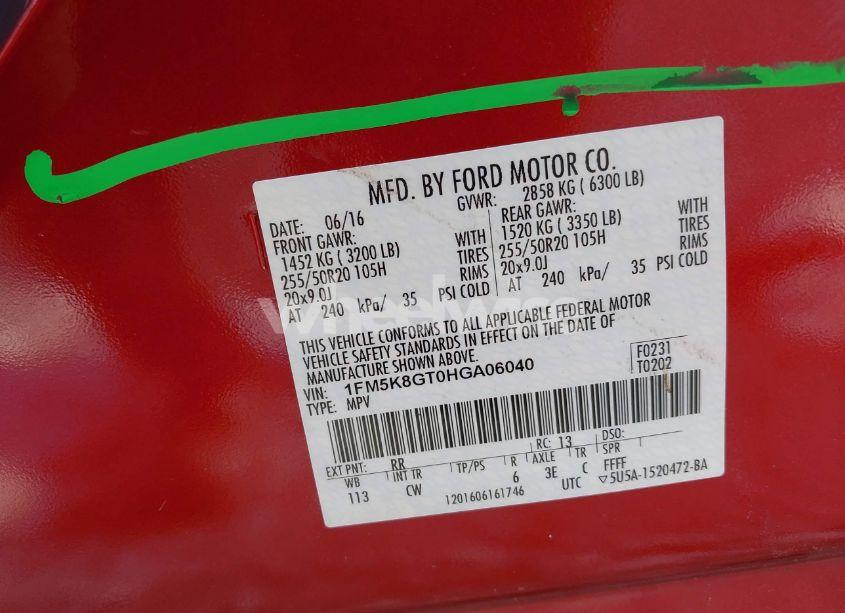 MFD. BY FORD MOTOR CO.
DATE: 06/16 GVWR: 2858 KG ( 6300 LB)
FRONT GAWR: REAR GAWR:
1452 KG ( 3200 LB) WITH 1520 KG ( 3350 LB) WITH
255/50R20 105H TIRES 255/50R20 105H TIRES
20x9.0J RIMS 20x9.0J RIMS
AT 240 kPa/ 35 PSI COLD AT 240 kPa/ 35 PSI COLD
THIS VEHICLE CONFORMS TO ALL APPLICABLE FEDERAL MOTOR
VEHICLE SAFETY STANDARDS IN EFFECT ON THE DATE OF
MANUFACTURE SHOWN ABOVE.
VIN: 1FM5K8GT0HGA06040 F0231
TYPE: MPV T0202
EXT PNT: RR RC: 13 DSO:
WB INT TR TP/PS R AXLE TR SPR
113 CW 6 3E C FFFF
1201606161746 UTC ▽5U5A-1520472-BA